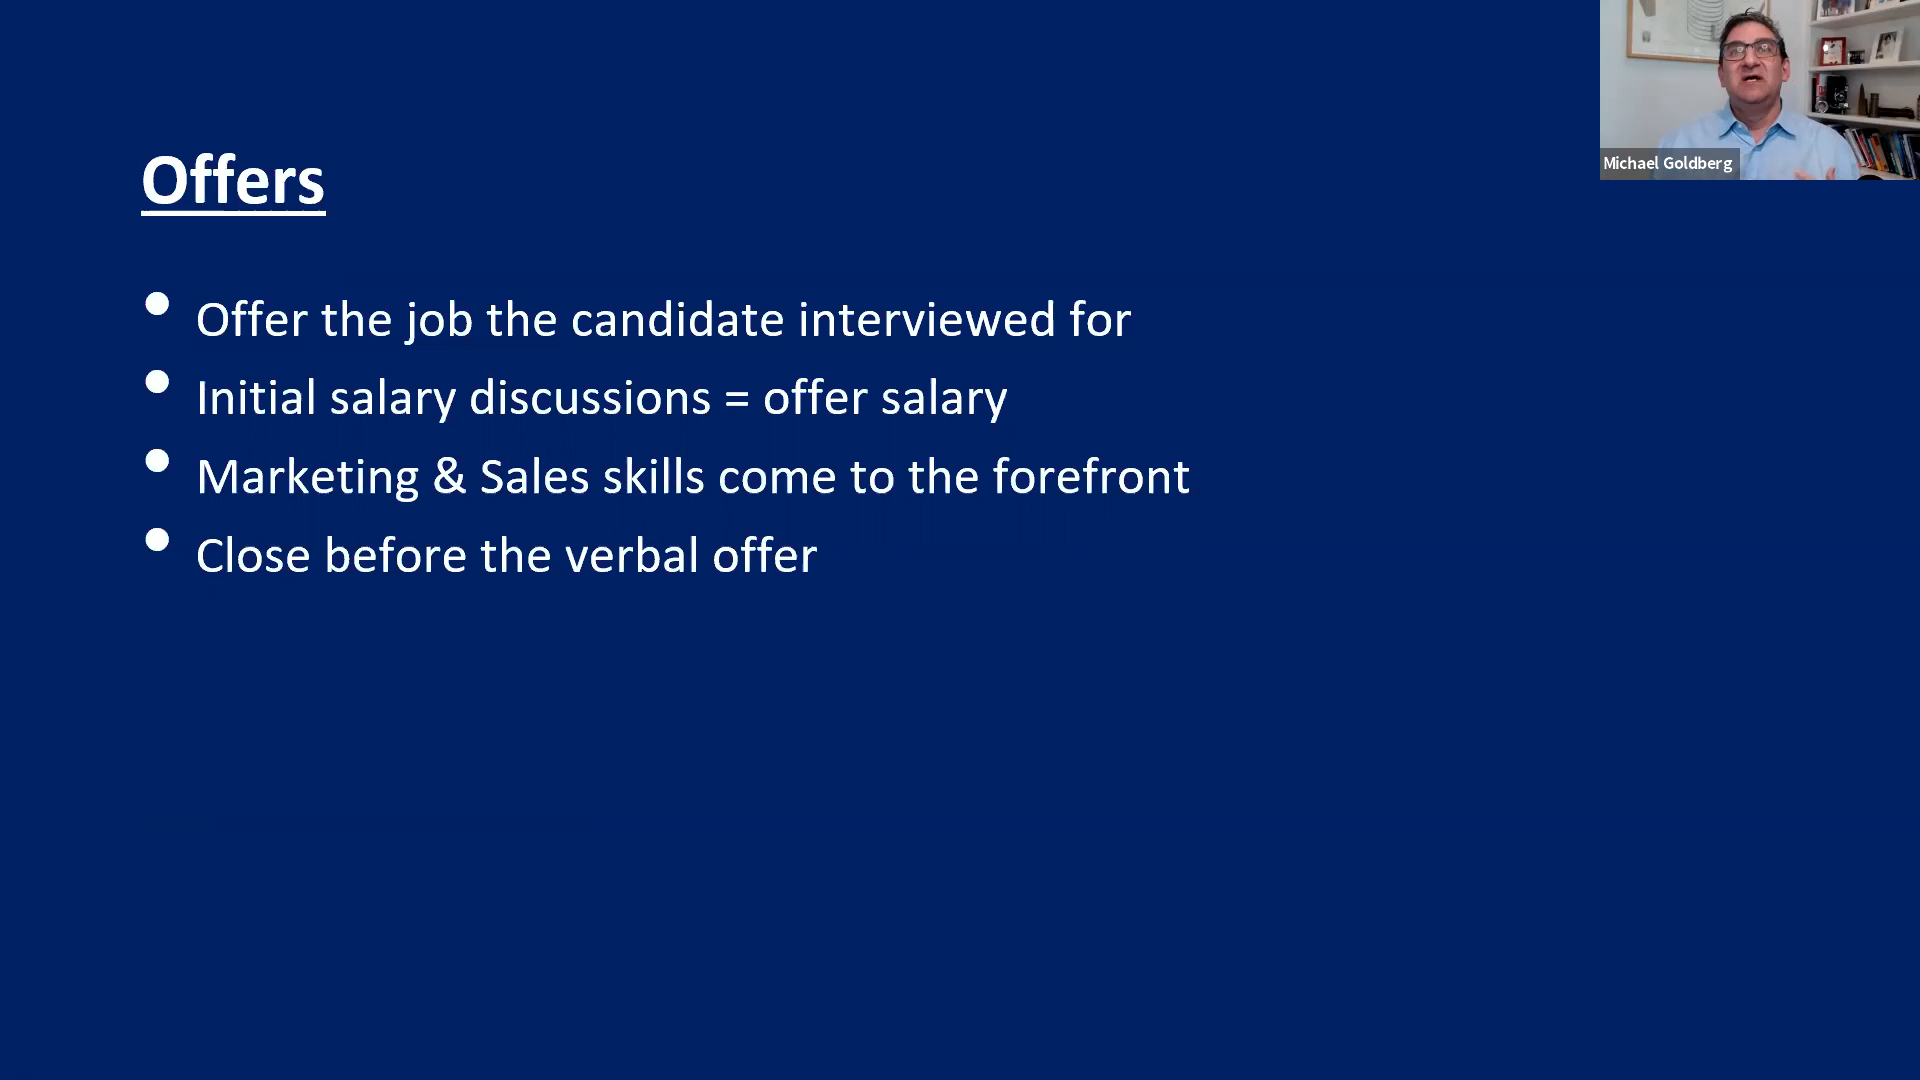 Offers
• Offer the job the candidate interviewed for
• Initial salary discussions = offer salary
• Marketing & Sales skills come to the forefront
• Close before the verbal offer
Michael Goldberg